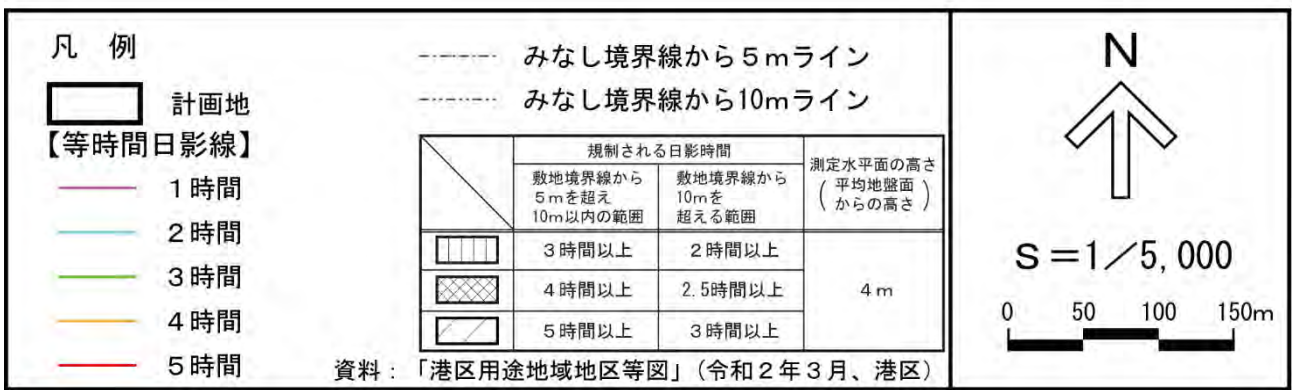 凡 例
計画地
【等時間日影線】
1時間
2時間
3時間
4時間
5時間
みなし境界線から5mライン
みなし境界線から10mライン
規制される日影時間
測定水平面の高さ
(平均地盤面
からの高さ)
敷地境界線から
5mを超え
10m以内の範囲
敷地境界線から
10mを
超える範囲
3時間以上
2時間以上
4時間以上
2.5時間以上
4m
5時間以上
3時間以上
資料:「港区用途地域地区等図」(令和2年3月、港区)
N
S=1/5,000
0 50 100 150m